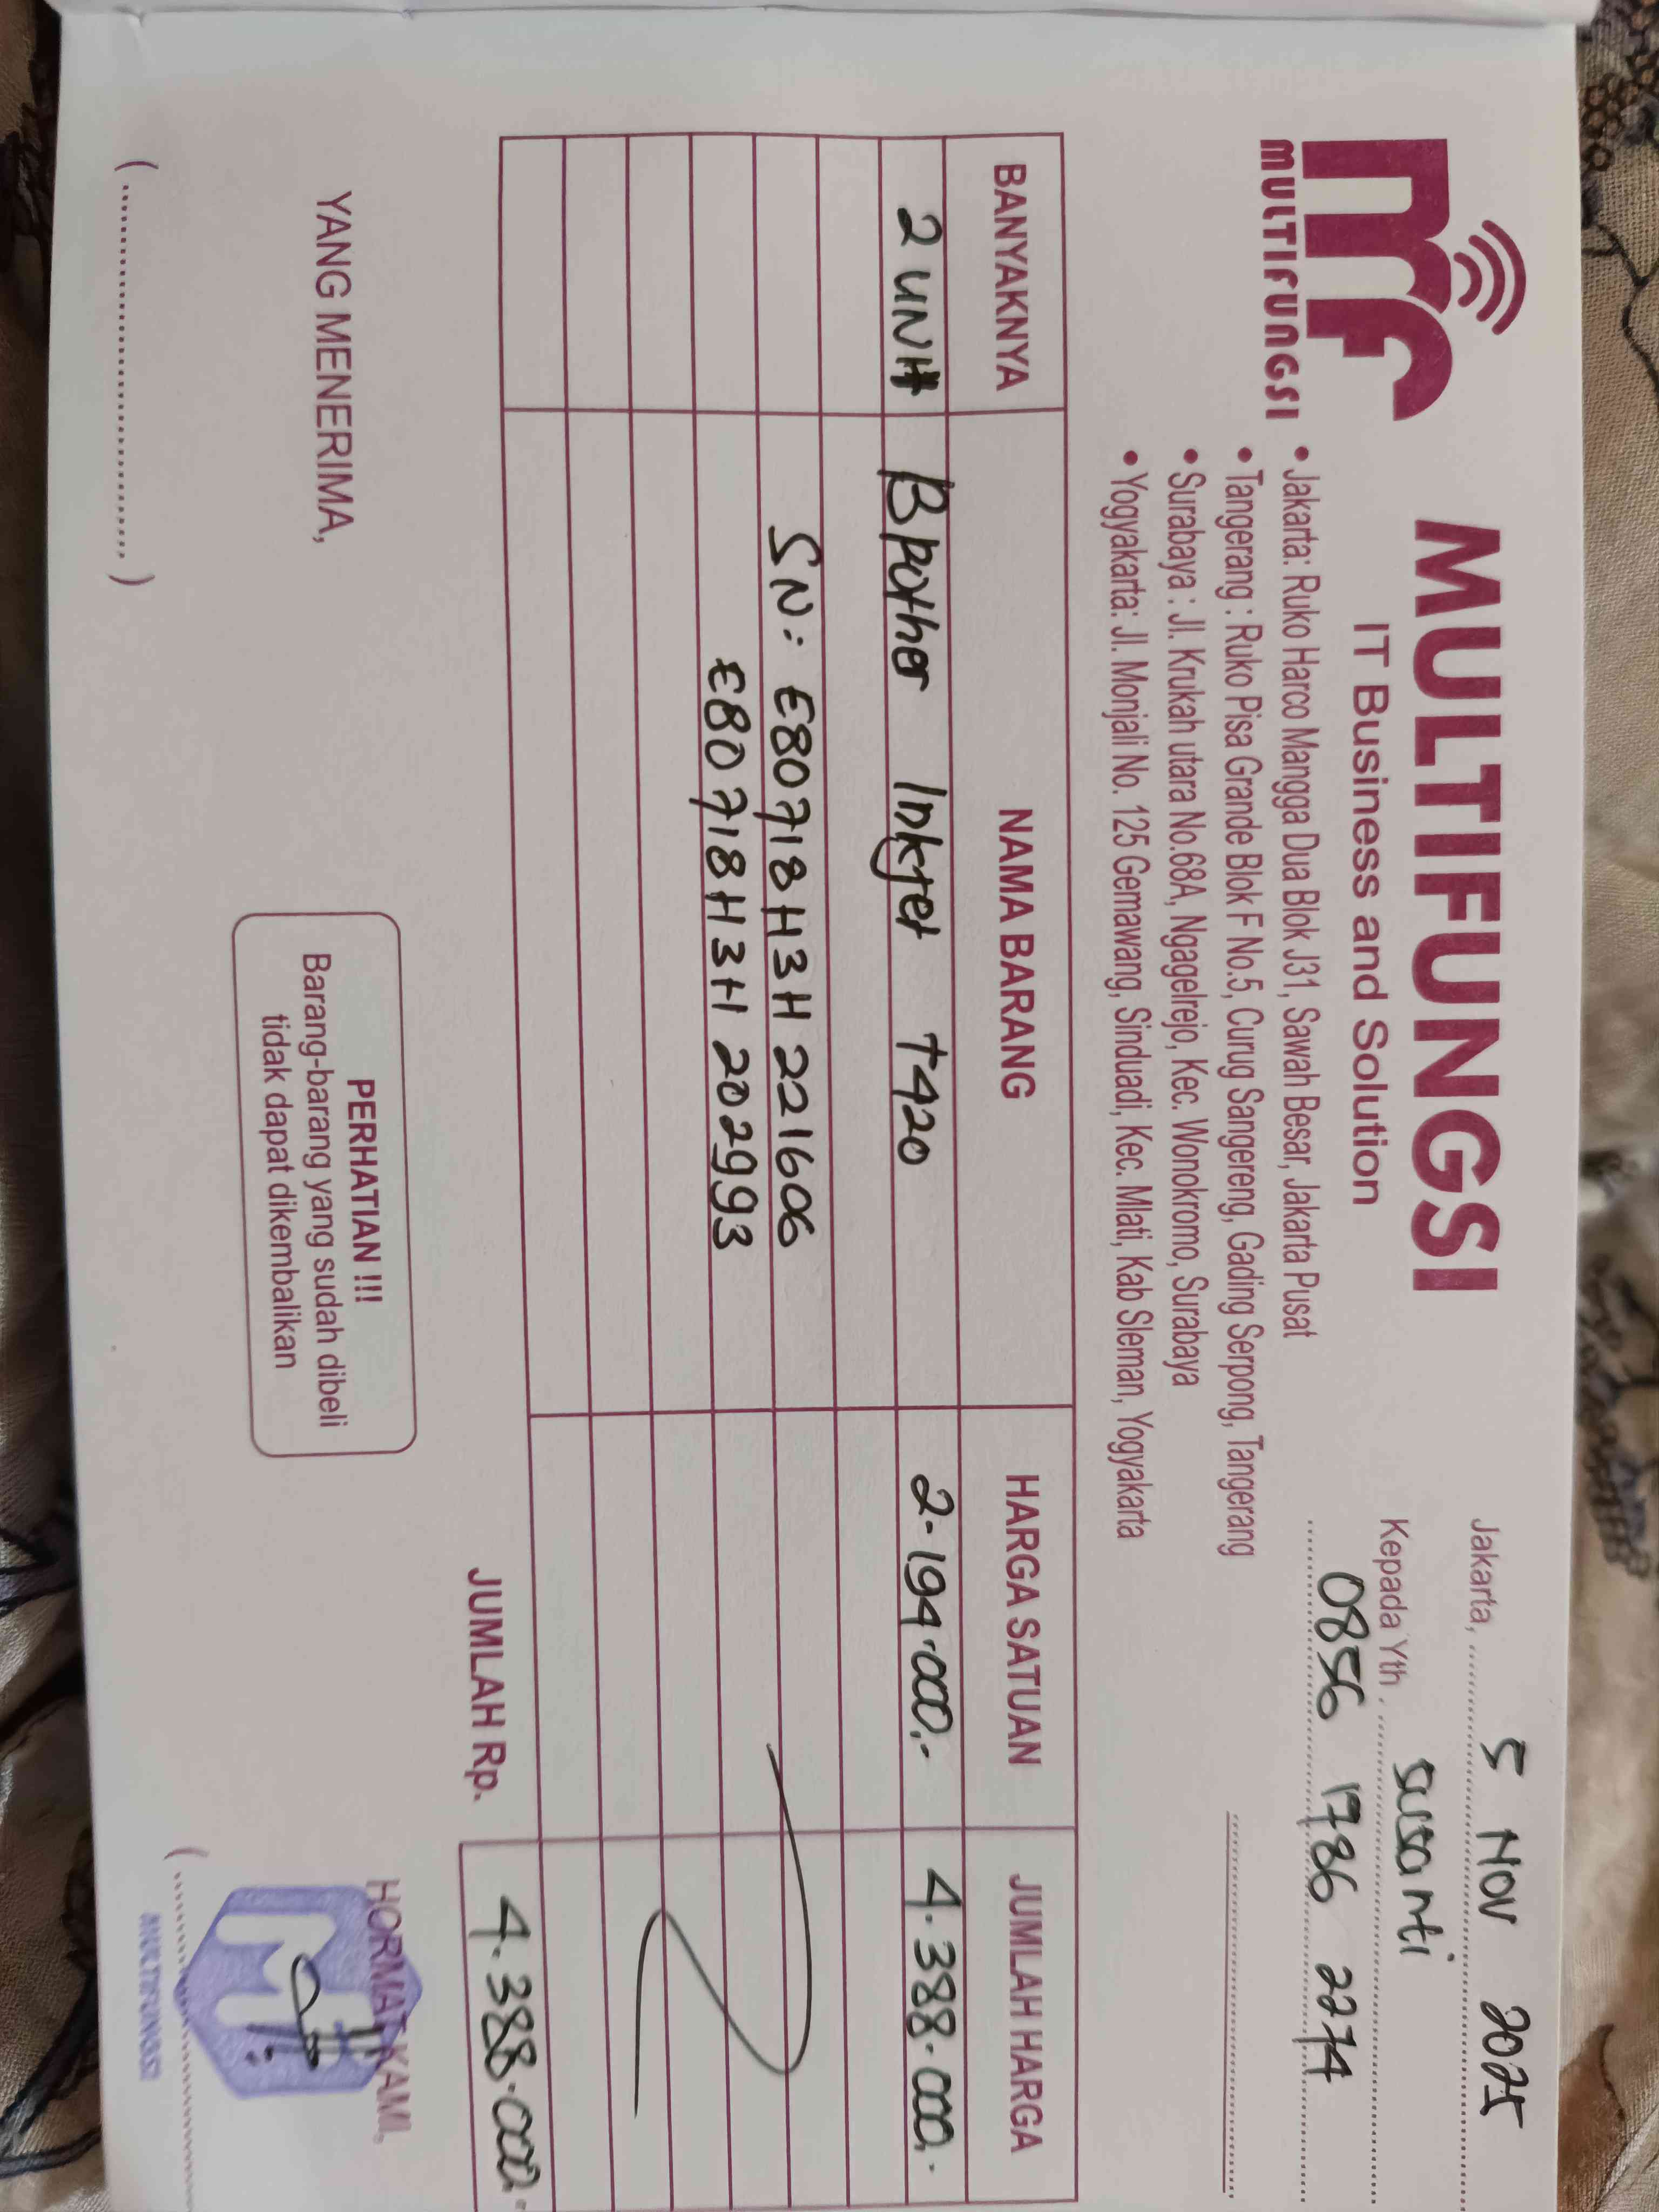 mf
MULTIFUNGSI
MULTIFUNGSI
IT Business and Solution
• Jakarta: Ruko Harco Mangga Dua Blok J31, Sawah Besar, Jakarta Pusat
• Tangerang : Ruko Pisa Grande Blok F No.5, Curug Sangereng, Gading Serpong, Tangerang
• Surabaya : Jl. Krukah utara No.68A, Ngagelrejo, Kec. Wonokromo, Surabaya
• Yogyakarta: Jl. Monjali No. 125 Gemawang, Sinduadi, Kec. Mlati, Kab Sleman, Yogyakarta
Jakarta, 5 Nov 2025
Kepada Yth. Susanti
0856 1786 2274
BANYAKNYA NAMA BARANG HARGA SATUAN JUMLAH HARGA
2 unit Brother Inkjet T420 2.194.000.- 4.388.000.-
SN: E80718H3H221606
E80718H3H202993
JUMLAH Rp. 4.388.000.-
YANG MENERIMA,
PERHATIAN !!!
Barang-barang yang sudah dibeli
tidak dapat dikembalikan
HORMAT KAMI,
MULTIFUNGSI